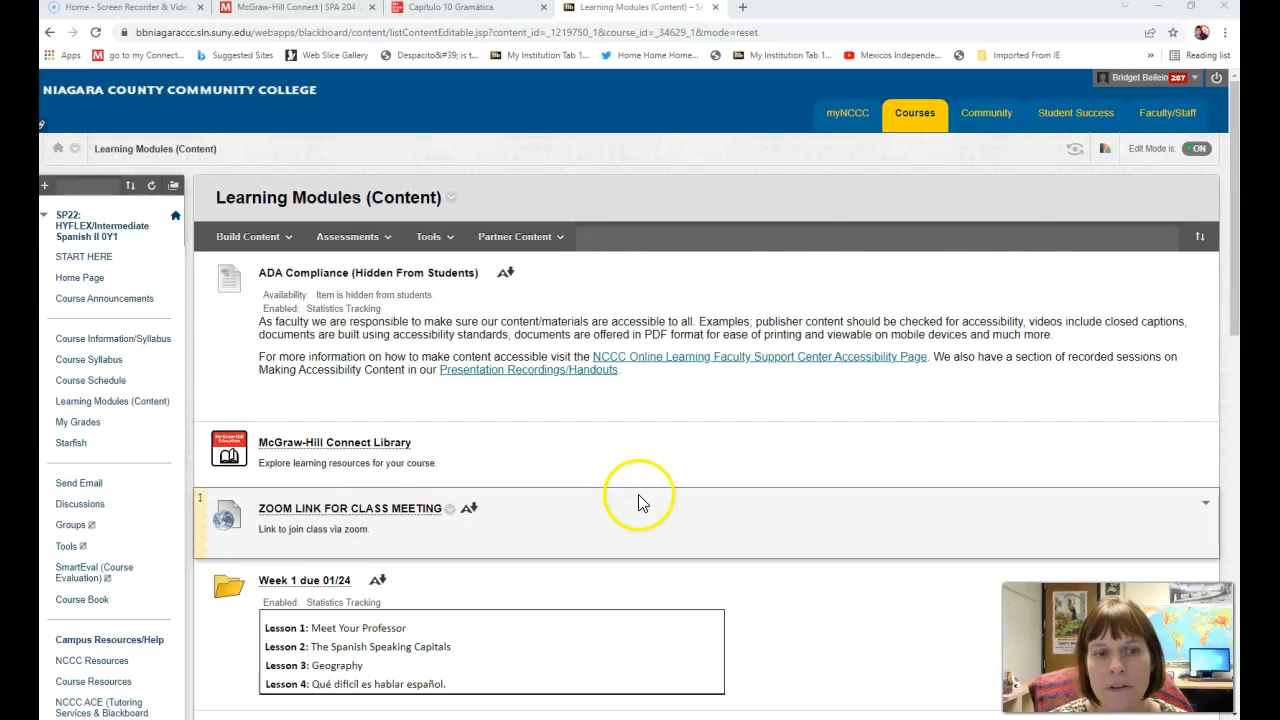 Home - Screen Recorder & Vide
McGraw-Hill Connect | SPA 204
Capítulo 10 Gramática
Learning Modules (Content) – SP
bbniagaraccc.sln.suny.edu/webapps/blackboard/content/listContentEditable.jsp?content_id=_1219750_1&course_id=_34629_1&mode=reset
Apps
go to my Connect...
Suggested Sites
Web Slice Gallery
Despacito&#39; is t...
My Institution Tab 1...
Home Home Home...
My Institution Tab 1...
Mexicos Independe...
Imported From IE
Reading list
NIAGARA COUNTY COMMUNITY COLLEGE
Bridget Beilein 287
myNCCC
Courses
Community
Student Success
Faculty/Staff
Learning Modules (Content)
Edit Mode is: ON
SP22:
HYFLEX/Intermediate
Spanish II 0Y1
START HERE
Home Page
Course Announcements
Course Information/Syllabus
Course Syllabus
Course Schedule
Learning Modules (Content)
My Grades
Starfish
Send Email
Discussions
Groups
Tools
SmartEval (Course
Evaluation)
Course Book
Campus Resources/Help
NCCC Resources
Course Resources
NCCC ACE (Tutoring
Services & Blackboard
Learning Modules (Content)
Build Content
Assessments
Tools
Partner Content
ADA Compliance (Hidden From Students)
Availability: Item is hidden from students
Enabled: Statistics Tracking
As faculty we are responsible to make sure our content/materials are accessible to all. Examples; publisher content should be checked for accessibility, videos include closed captions,
documents are built using accessibility standards, documents are offered in PDF format for ease of printing and viewable on mobile devices and much more.
For more information on how to make content accessible visit the NCCC Online Learning Faculty Support Center Accessibility Page. We also have a section of recorded sessions on
Making Accessibility Content in our Presentation Recordings/Handouts.
McGraw-Hill Connect Library
Explore learning resources for your course.
ZOOM LINK FOR CLASS MEETING
Link to join class via zoom.
Week 1 due 01/24
Enabled: Statistics Tracking
Lesson 1: Meet Your Professor
Lesson 2: The Spanish Speaking Capitals
Lesson 3: Geography
Lesson 4: Qué difícil es hablar español.